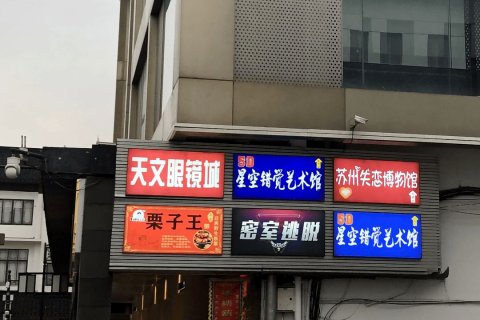 天文眼镜城
5D
星空错觉艺术馆
苏州失恋博物馆
栗子王
密室逃脱
5D
星空错觉艺术馆